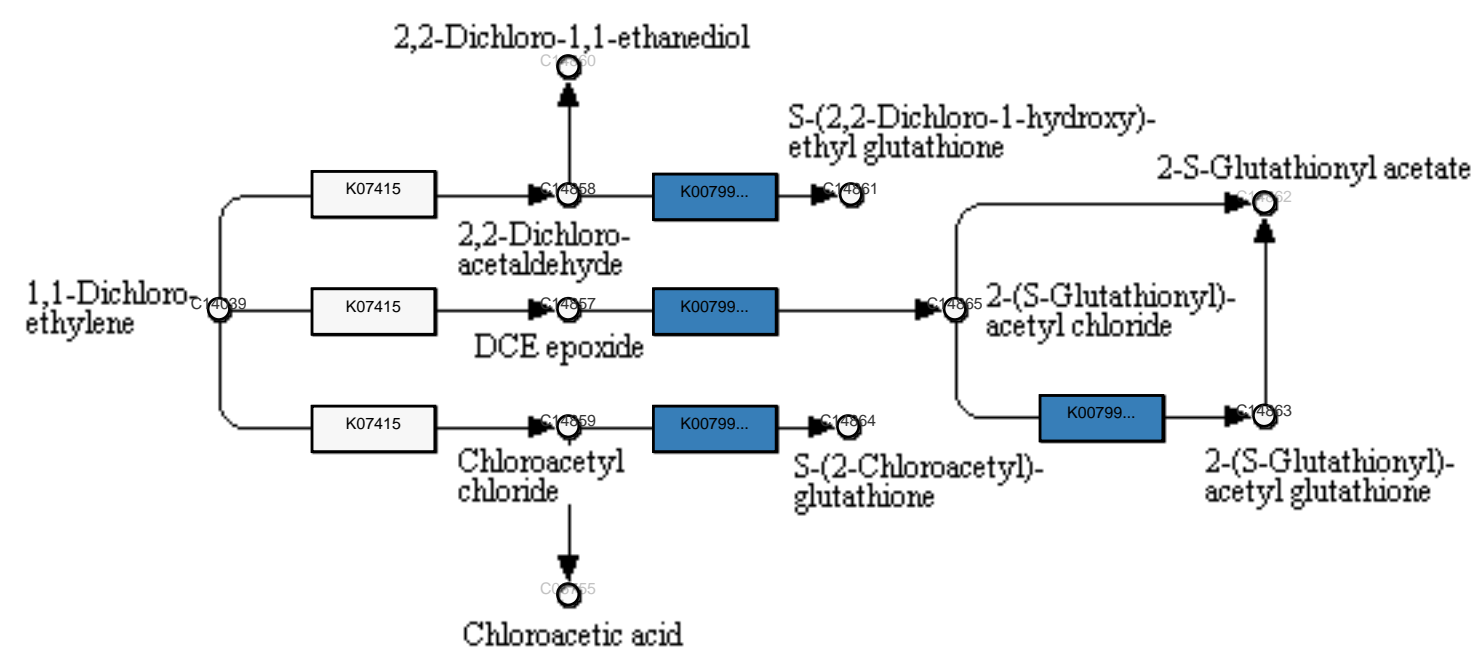 2,2-Dichloro-1,1-ethanediol
C14860
S-(2,2-Dichloro-1-hydroxy)-
ethyl glutathione
2-S-Glutathionyl acetate
K07415
C14858
K00799...
C14861
C14862
2,2-Dichloro-
acetaldehyde
1,1-Dichloro-
ethylene
C14039
K07415
C14857
K00799...
C14865
2-(S-Glutathionyl)-
acetyl chloride
DCE epoxide
K07415
C14859
K00799...
C14864
K00799...
C14863
Chloroacetyl
chloride
S-(2-Chloroacetyl)-
glutathione
2-(S-Glutathionyl)-
acetyl glutathione
Chloroacetic acid